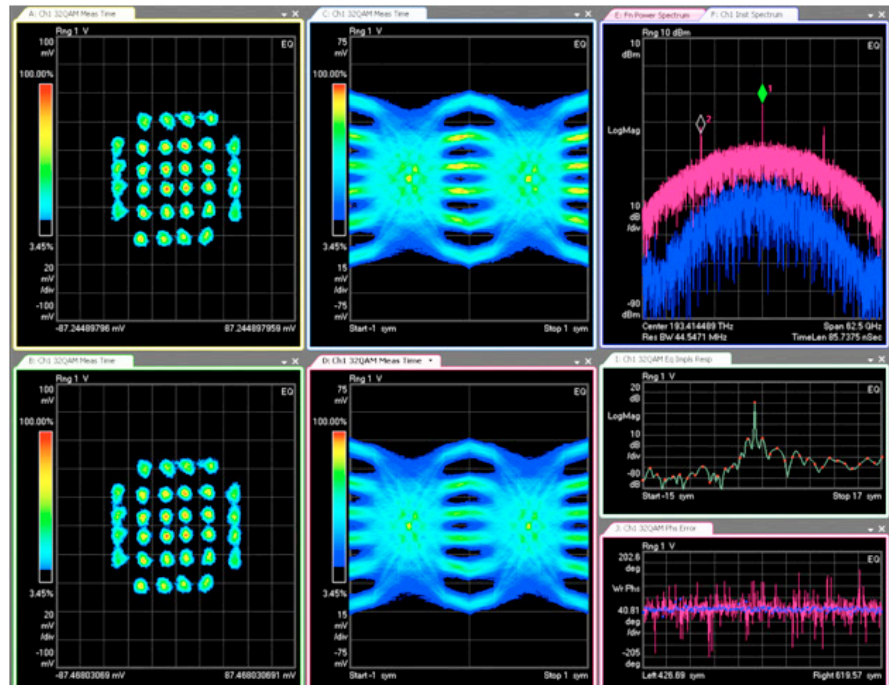 A: Ch1 32QAM Meas Time
Rng 1 V
100
mV
EQ
100.00%
3.45%
20
mV
/div
-100
mV
-87.24489796 mV
87.244897959 mV
C: Ch1 32QAM Meas Time
Rng 1 V
75
mV
EQ
100.00%
3.45%
15
mV
/div
-75
mV
Start -1 sym
Stop 1 sym
E: Fn Power Spectrum
F: Ch1 Inst Spectrum
Rng 10 dBm
10
dBm
EQ
1
2
LogMag
10
dB
/div
-90
dBm
Center 193.414489 THz
Span 62.5 GHz
Res BW 44.5471 MHz
TimeLen 85.7375 nSec
B: Ch1 32QAM Meas Time
Rng 1 V
100
mV
EQ
100.00%
3.45%
20
mV
/div
-100
mV
-87.46803069 mV
87.468030691 mV
D: Ch1 32QAM Meas Time
Rng 1 V
75
mV
EQ
100.00%
3.45%
15
mV
/div
-75
mV
Start -1 sym
Stop 1 sym
I: Ch1 32QAM Eq Impls Resp
Rng 1 V
20
dB
EQ
LogMag
20
dB
/div
-80
dB
Start -15 sym
Stop 17 sym
J: Ch1 32QAM Phs Error
Rng 1 V
202.6
deg
EQ
Wr Phs
40.81
deg
/div
-205
deg
Left 426.69 sym
Right 619.57 sym